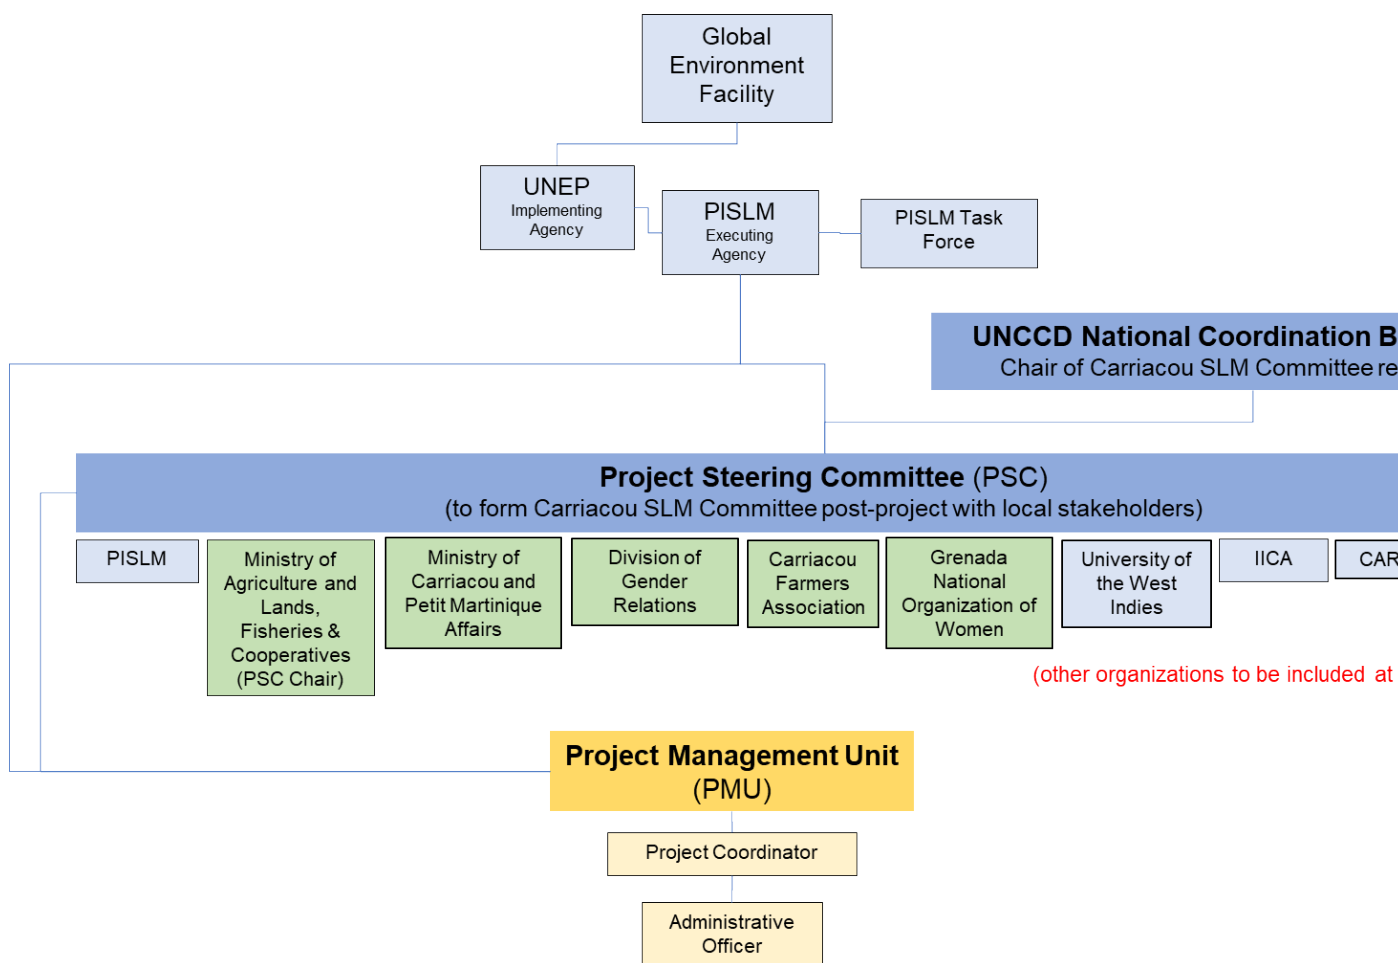 Global
Environment
Facility
UNEP
Implementing
Agency
PISLM
Executing
Agency
PISLM Task
Force
UNCCD National Coordination
Chair of Carriacou SLM Committee
Project Steering Committee (PSC)
(to form Carriacou SLM Committee post-project with local stakeholders)
PISLM
Ministry of
Agriculture and
Lands,
Fisheries &
Cooperatives
(PSC Chair)
Ministry of
Carriacou and
Petit Martinique
Affairs
Division of
Gender
Relations
Carriacou
Farmers
Association
Grenada
National
Organization of
Women
University of
the West
Indies
IICA
(other organizations to be included at
Project Management Unit
(PMU)
Project Coordinator
Administrative
Officer